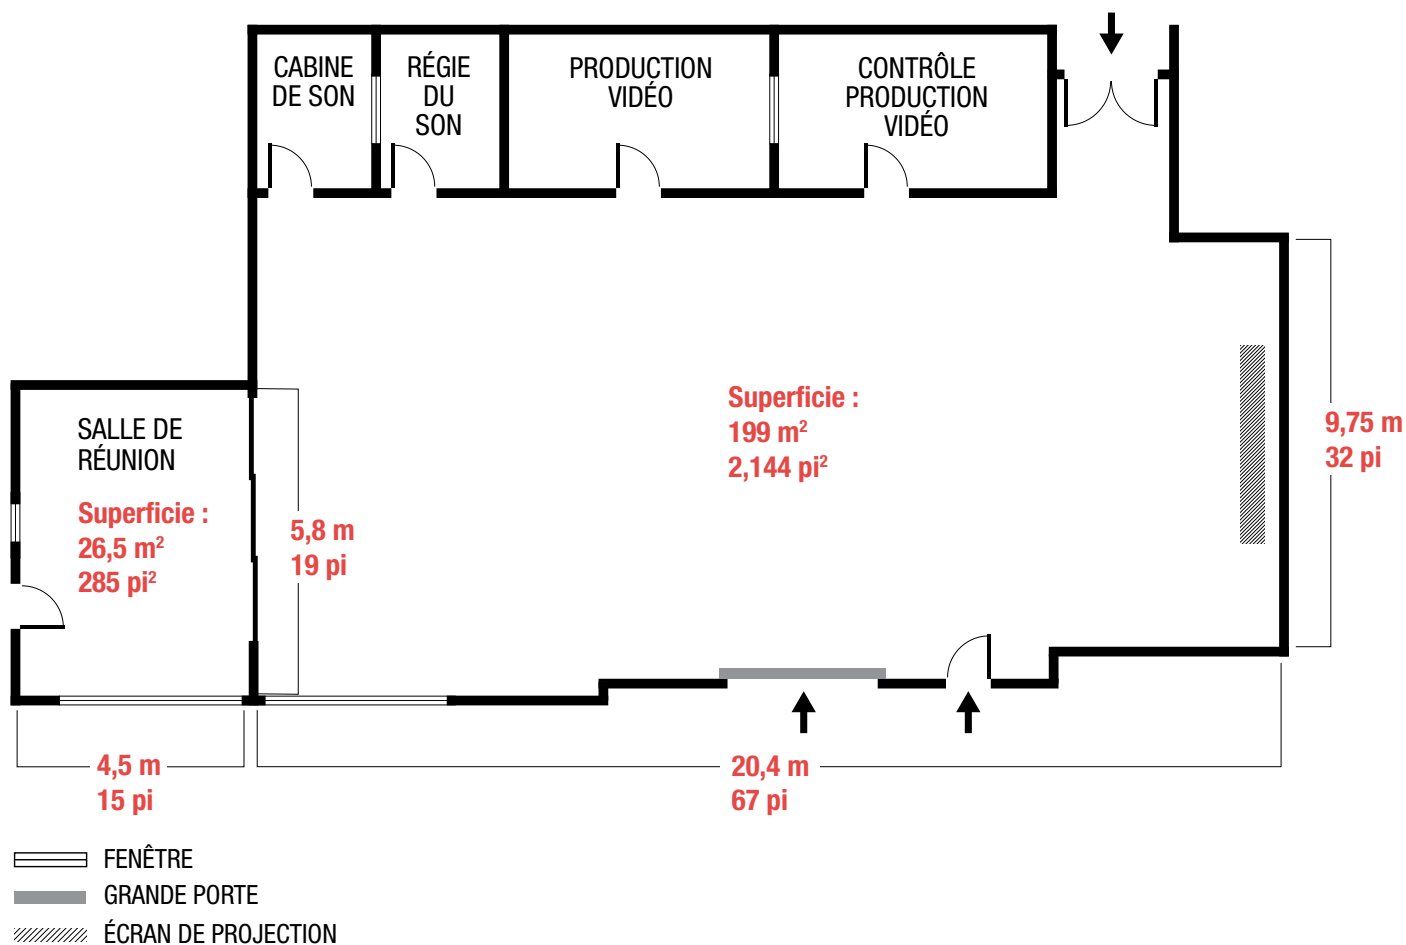 CABINE
DE SON
RÉGIE
DU
SON
PRODUCTION
VIDÉO
CONTRÔLE
PRODUCTION
VIDÉO
SALLE DE
RÉUNION
Superficie :
26,5 m²
285 pi²
5,8 m
19 pi
Superficie :
199 m²
2,144 pi²
9,75 m
32 pi
4,5 m
15 pi
20,4 m
67 pi
FENÊTRE
GRANDE PORTE
ÉCRAN DE PROJECTION